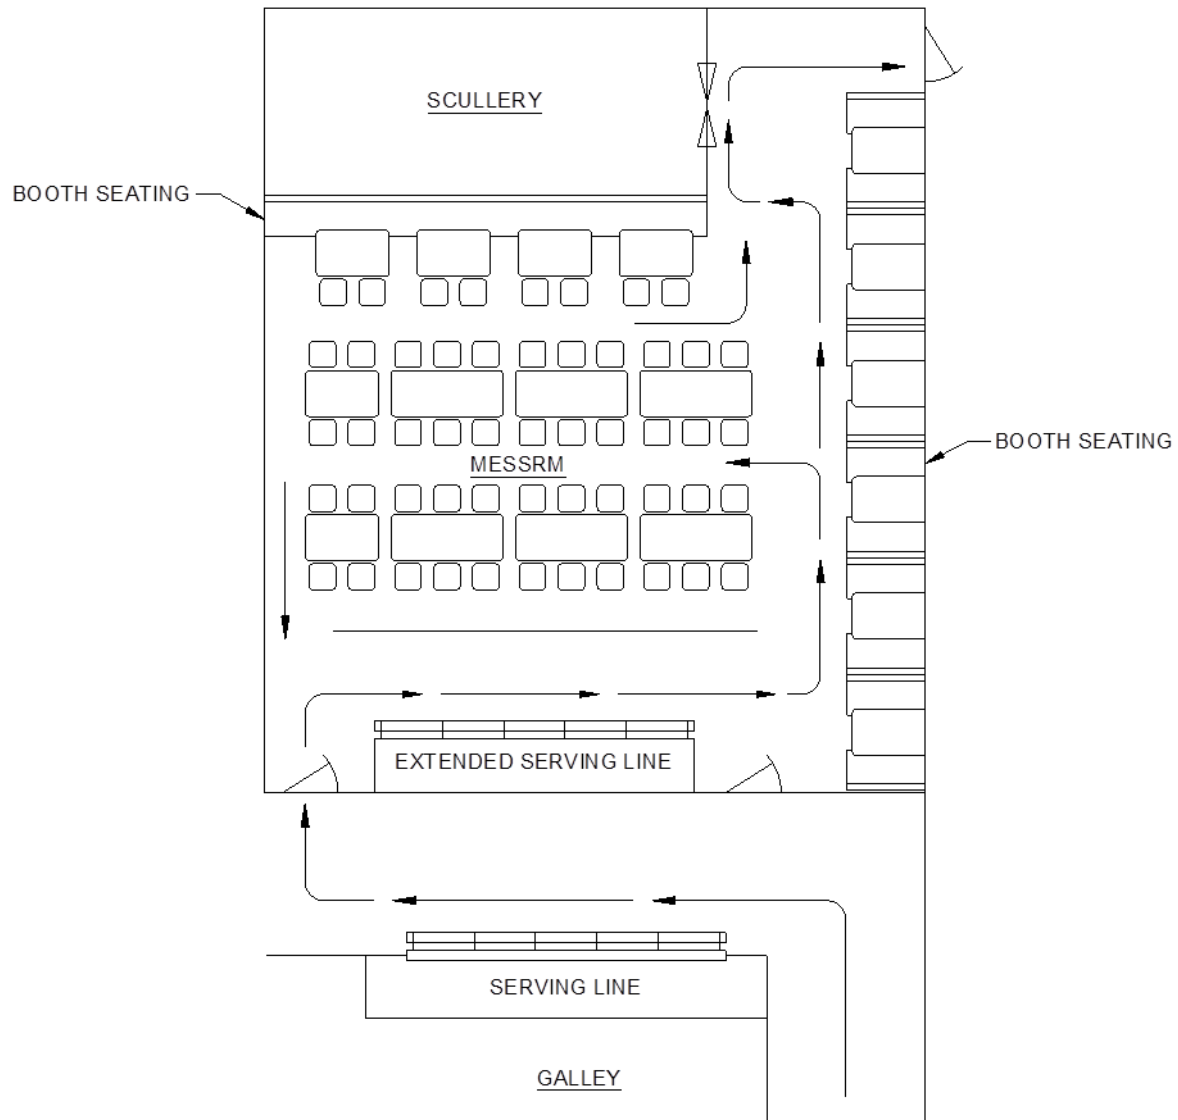 SCULLERY
BOOTH SEATING
BOOTH SEATING
MESSRM
EXTENDED SERVING LINE
SERVING LINE
GALLEY